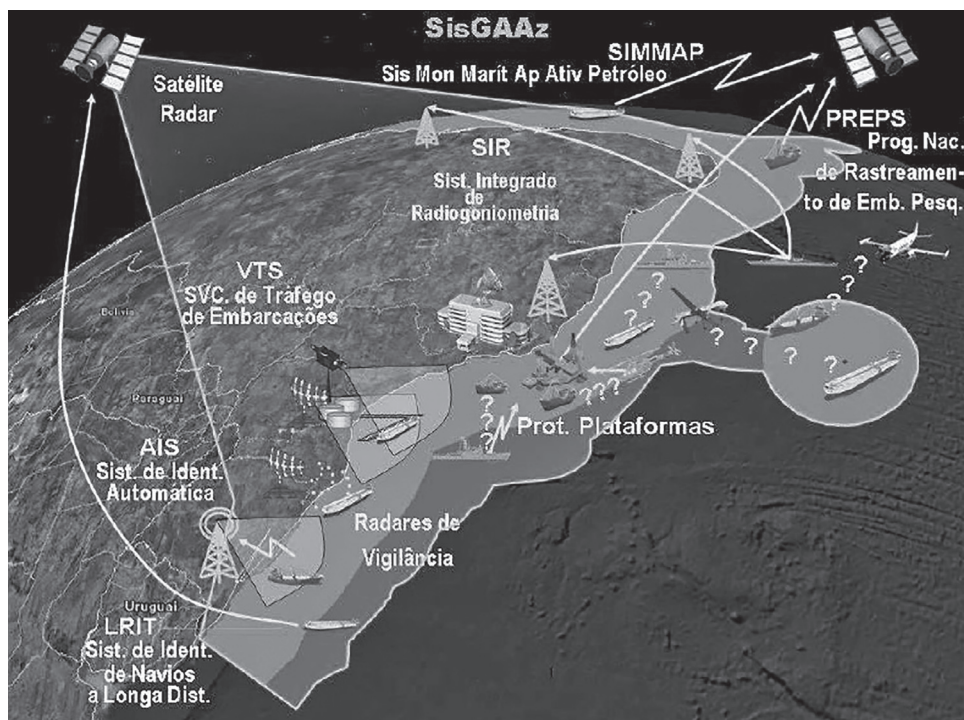 SisGAAz
SIMMAP
Sis Mon Marít Ap Ativ Petróleo
Satélite
Radar
PREPS
Prog. Nac.
de Rastreamen-
to de Emb. Pesq.
SIR
Sist. Integrado
de
Radiogoniometria
VTS
SVC. de Tráfego
de Embarcações
Bolívia
Paraguai
? ? ? ? ? ? ? ? ? ? ? ? ? ? ? ?
Prot. Plataformas
AIS
Sist. de Ident.
Automática
Radares de
Vigilância
Uruguai
LRIT
Sist. de Ident.
de Navios
a Longa Dist.